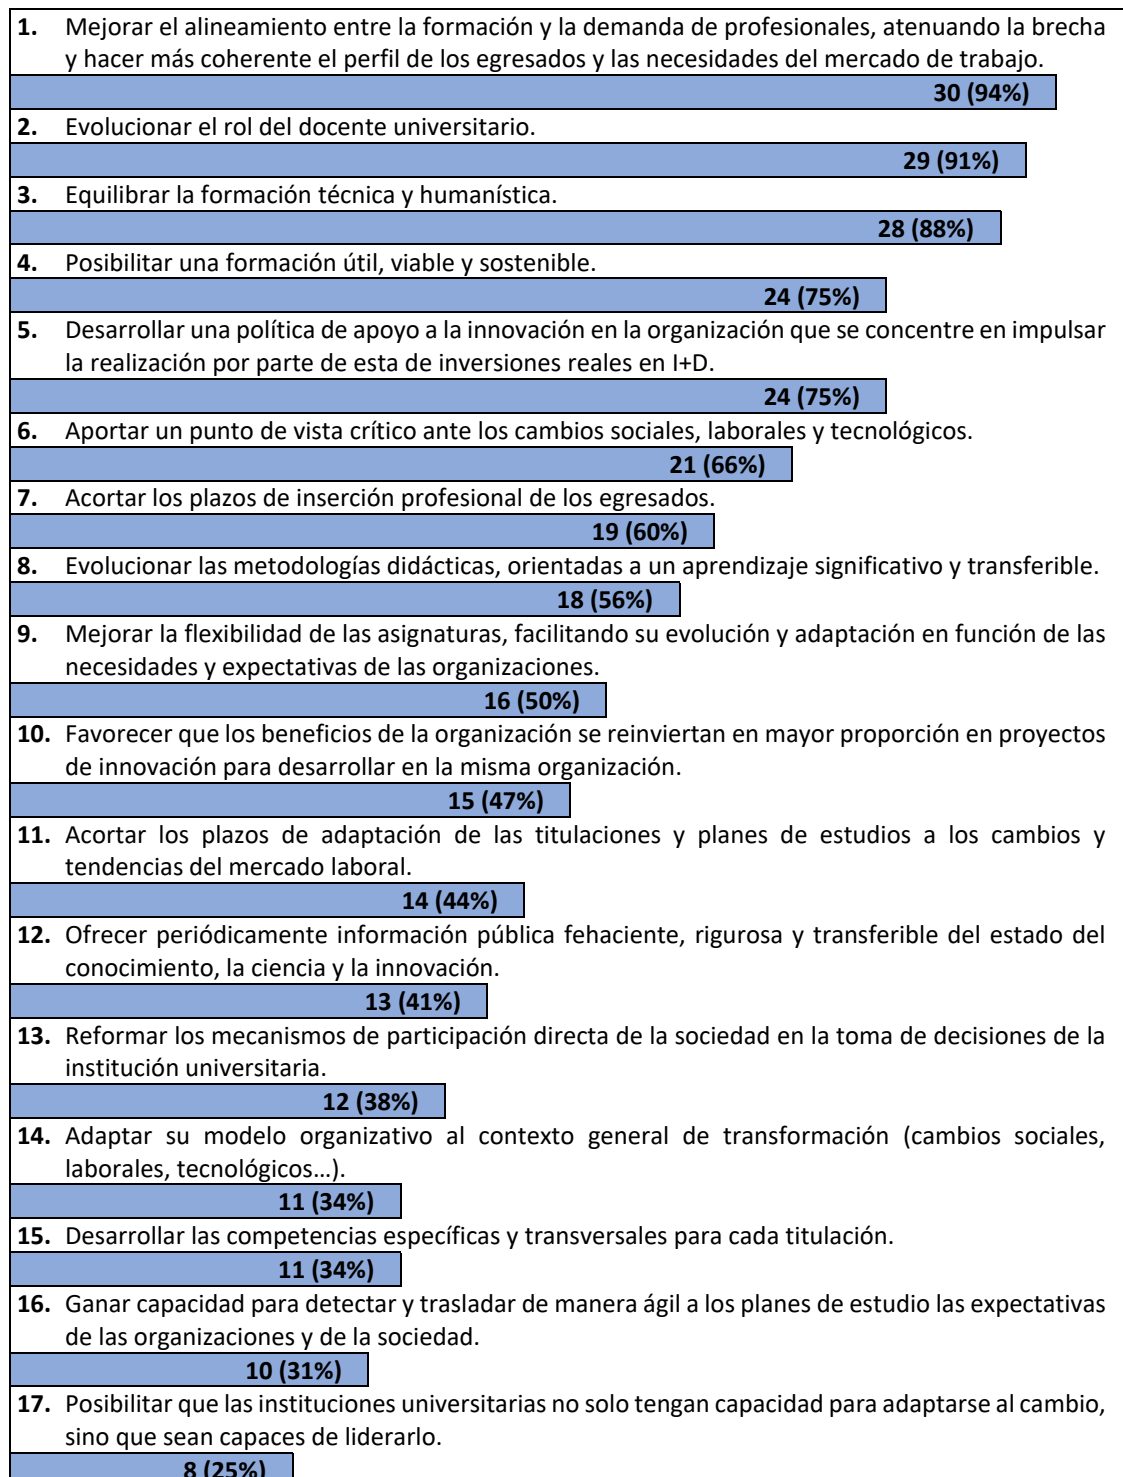 1. Mejorar el alineamiento entre la formación y la demanda de profesionales, atenuando la brecha
y hacer más coherente el perfil de los egresados y las necesidades del mercado de trabajo.
30 (94%)
2. Evolucionar el rol del docente universitario.
29 (91%)
3. Equilibrar la formación técnica y humanística.
28 (88%)
4. Posibilitar una formación útil, viable y sostenible.
24 (75%)
5. Desarrollar una política de apoyo a la innovación en la organización que se concentre en impulsar
la realización por parte de esta de inversiones reales en I+D.
24 (75%)
6. Aportar un punto de vista crítico ante los cambios sociales, laborales y tecnológicos.
21 (66%)
7. Acortar los plazos de inserción profesional de los egresados.
19 (60%)
8. Evolucionar las metodologías didácticas, orientadas a un aprendizaje significativo y transferible.
18 (56%)
9. Mejorar la flexibilidad de las asignaturas, facilitando su evolución y adaptación en función de las
necesidades y expectativas de las organizaciones.
16 (50%)
10. Favorecer que los beneficios de la organización se reinviertan en mayor proporción en proyectos
de innovación para desarrollar en la misma organización.
15 (47%)
11. Acortar los plazos de adaptación de las titulaciones y planes de estudios a los cambios y
tendencias del mercado laboral.
14 (44%)
12. Ofrecer periódicamente información pública fehaciente, rigurosa y transferible del estado del
conocimiento, la ciencia y la innovación.
13 (41%)
13. Reformar los mecanismos de participación directa de la sociedad en la toma de decisiones de la
institución universitaria.
12 (38%)
14. Adaptar su modelo organizativo al contexto general de transformación (cambios sociales,
laborales, tecnológicos…).
11 (34%)
15. Desarrollar las competencias específicas y transversales para cada titulación.
11 (34%)
16. Ganar capacidad para detectar y trasladar de manera ágil a los planes de estudio las expectativas
de las organizaciones y de la sociedad.
10 (31%)
17. Posibilitar que las instituciones universitarias no solo tengan capacidad para adaptarse al cambio,
sino que sean capaces de liderarlo.
8 (25%)